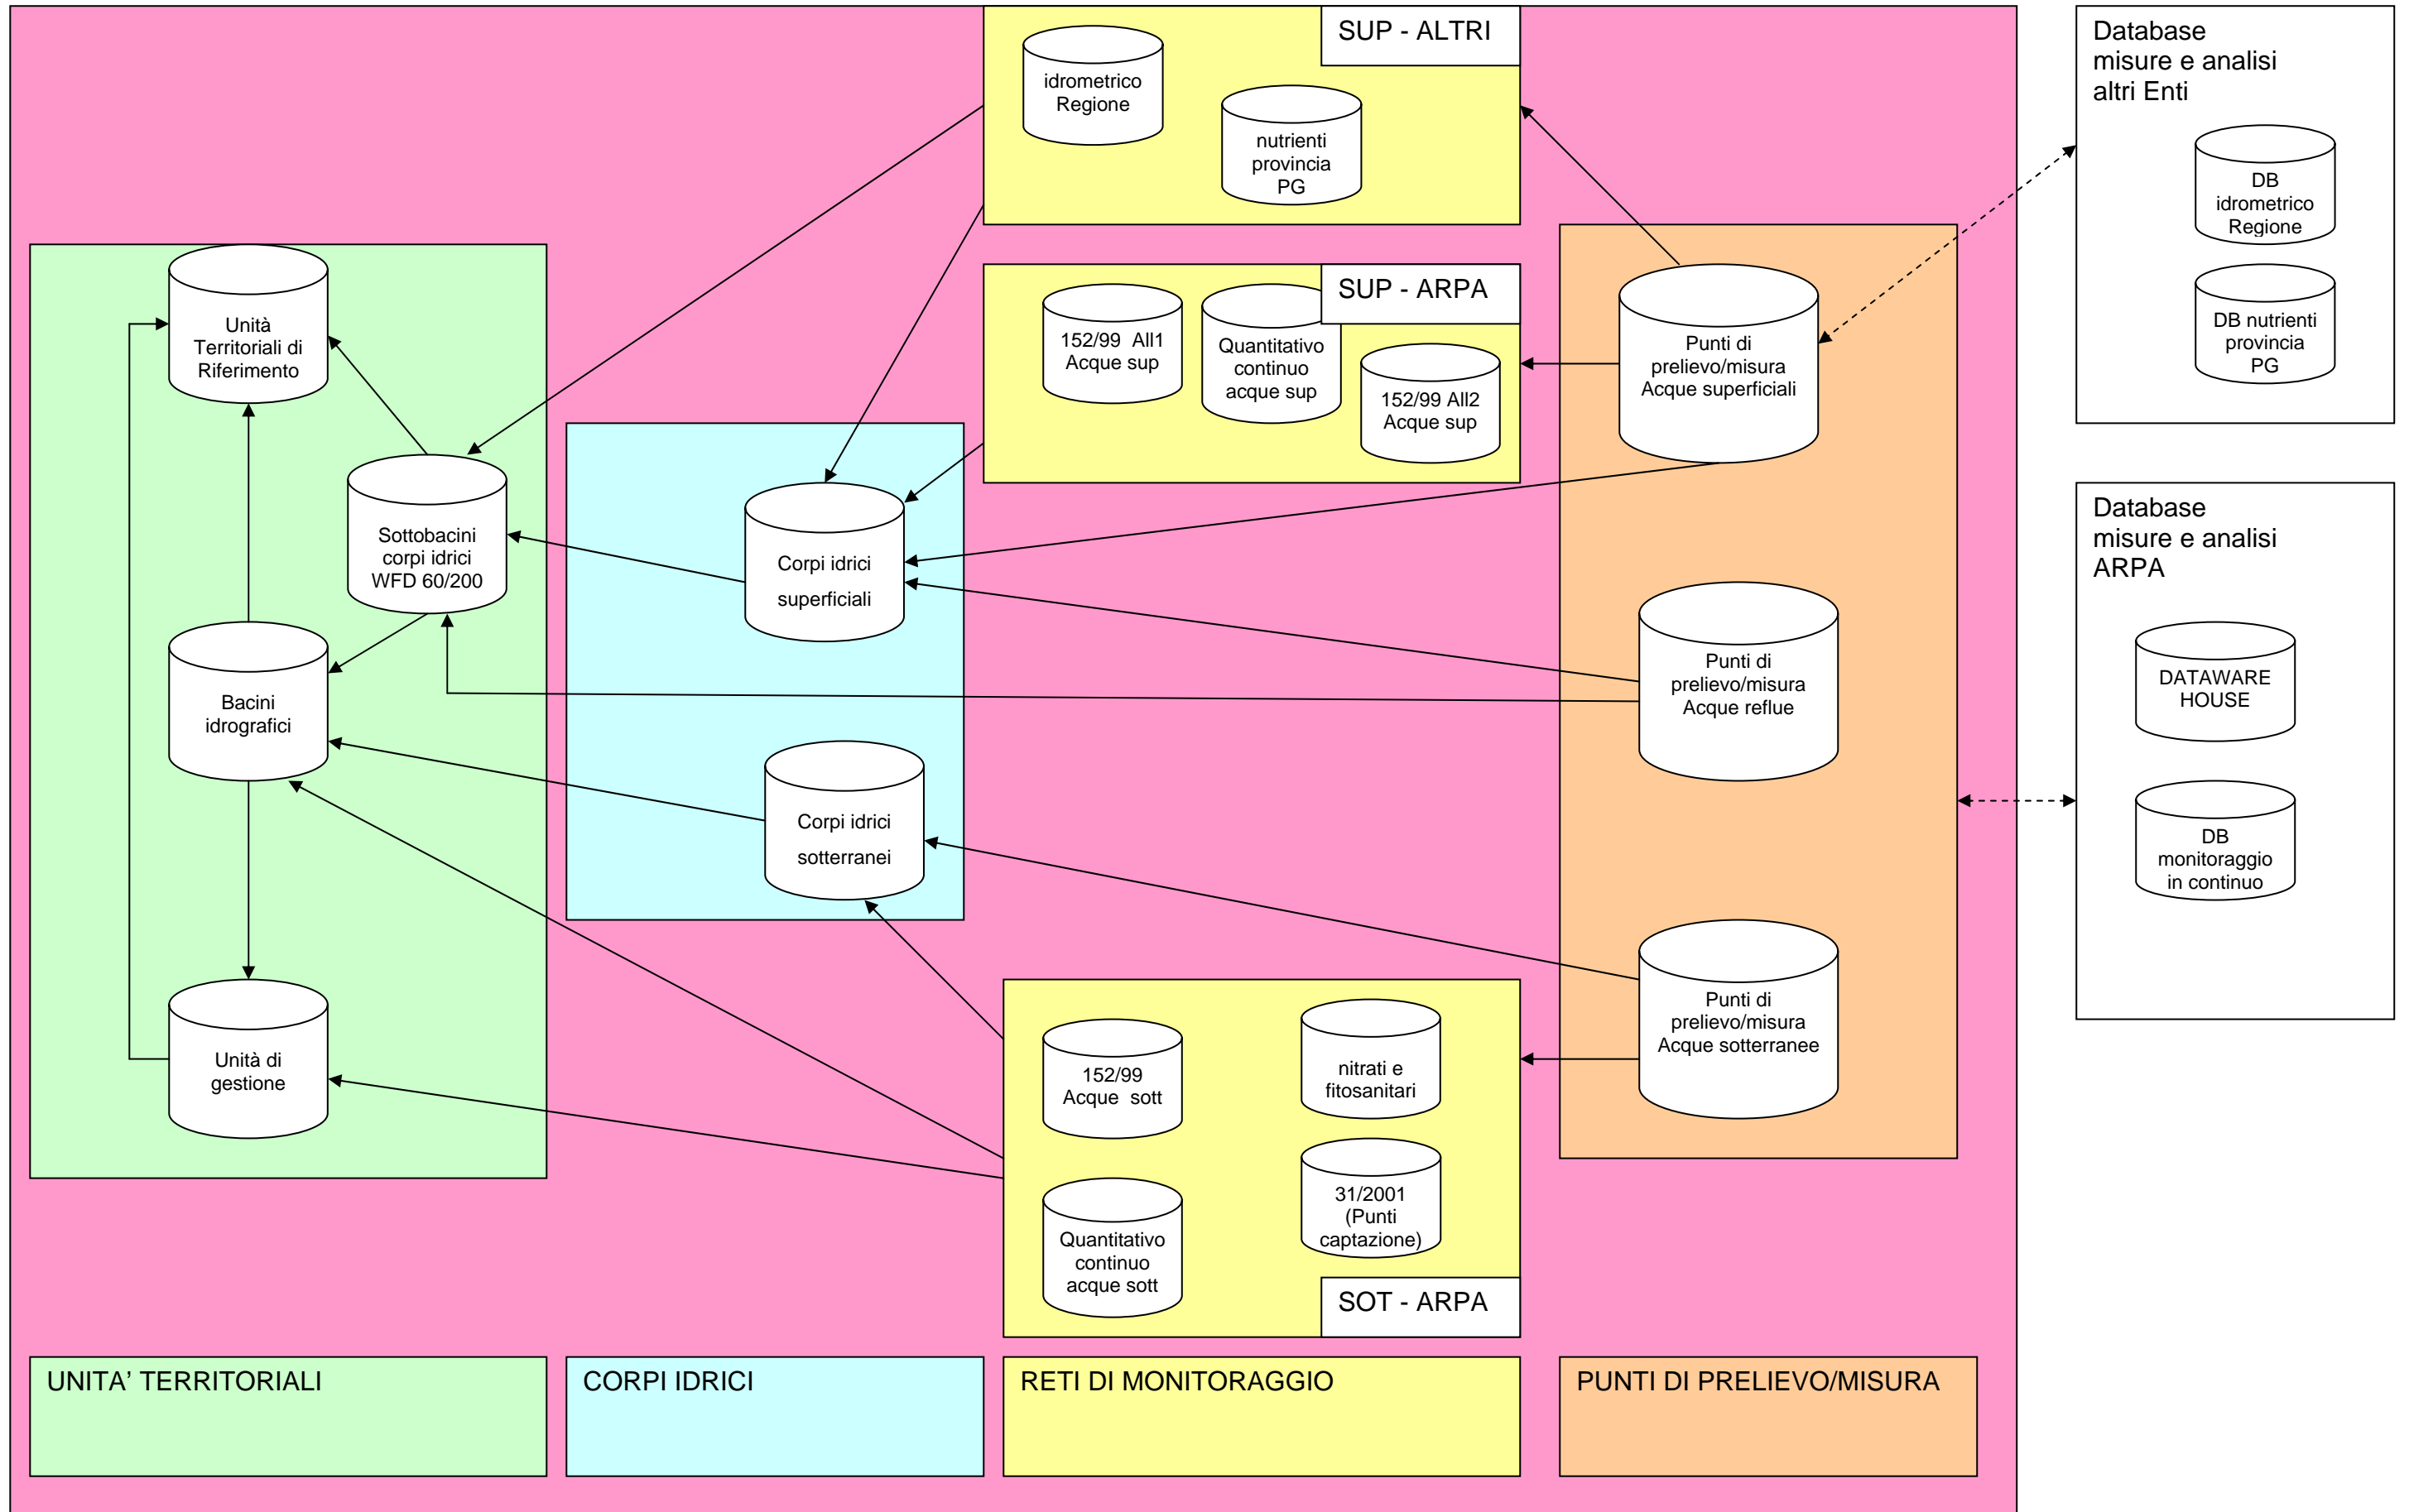 SUP - ALTRI
idrometrico
Regione
nutrienti
provincia
PG
Database
misure e analisi
altri Enti
DB
idrometrico
Regione
DB nutrienti
provincia
PG
SUP - ARPA
152/99  All1
Acque sup
Quantitativo
continuo
acque sup
152/99 All2
Acque sup
Punti di
prelievo/misura
Acque superficiali
Unità
Territoriali di
Riferimento
Sottobacini
corpi idrici
WFD 60/200
Corpi idrici
superficiali
Database
misure e analisi
ARPA
DATAWARE
HOUSE
DB
monitoraggio
in continuo
Punti di
prelievo/misura
Acque reflue
Bacini
idrografici
Corpi idrici
sotterranei
Punti di
prelievo/misura
Acque sotterranee
Unità di
gestione
152/99
Acque  sott
nitrati e
fitosanitari
Quantitativo
continuo
acque sott
31/2001
(Punti
captazione)
SOT - ARPA
UNITA’ TERRITORIALI
CORPI IDRICI
RETI DI MONITORAGGIO
PUNTI DI PRELIEVO/MISURA